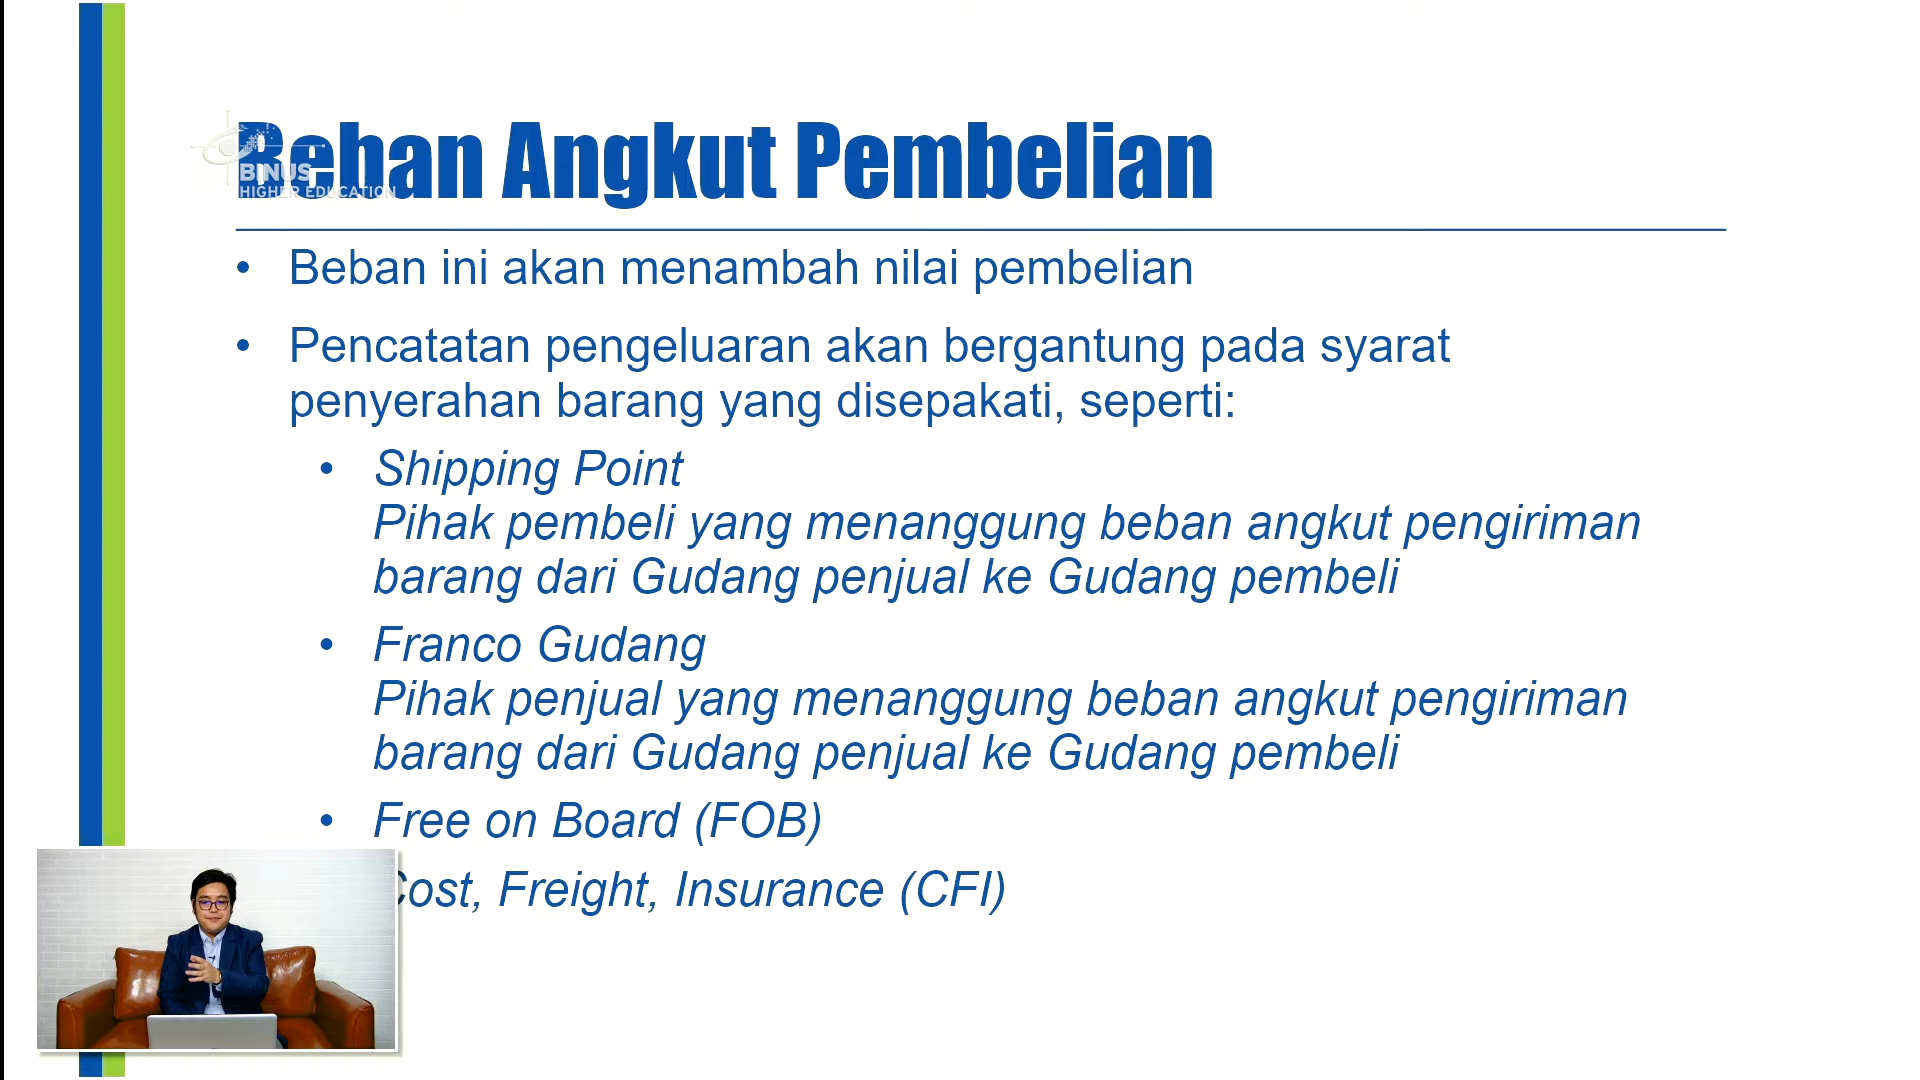 Beban Angkut Pembelian
BINUS
HIGHER EDUCATION
• Beban ini akan menambah nilai pembelian
• Pencatatan pengeluaran akan bergantung pada syarat
penyerahan barang yang disepakati, seperti:
• Shipping Point
Pihak pembeli yang menanggung beban angkut pengiriman
barang dari Gudang penjual ke Gudang pembeli
• Franco Gudang
Pihak penjual yang menanggung beban angkut pengiriman
barang dari Gudang penjual ke Gudang pembeli
• Free on Board (FOB)
Cost, Freight, Insurance (CFI)